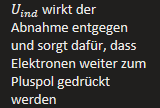 U_ind wirkt der
Abnahme entgegen
und sorgt dafür, dass
Elektronen weiter zum
Pluspol gedrückt
werden